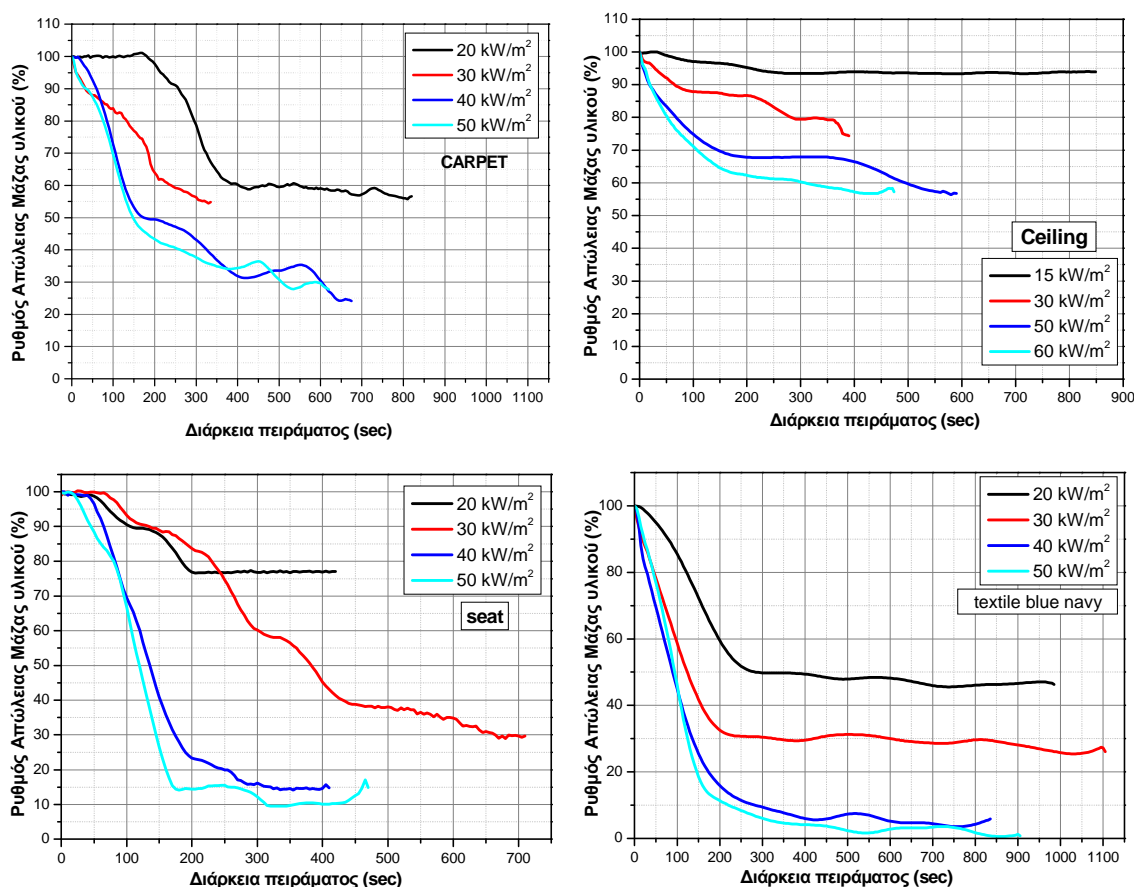 Ρυθμός Απώλειας Μάζας υλικού (%)
110
100
90
80
70
60
50
40
30
20
10
0
20 kW/m²
30 kW/m²
40 kW/m²
50 kW/m²
CARPET
0 100 200 300 400 500 600 700 800 900 1000 1100
Διάρκεια πειράματος (sec)
Ρυθμός Απώλειας Μάζας υλικού (%)
110
100
90
80
70
60
50
40
30
20
10
0
Ceiling
15 kW/m²
30 kW/m²
50 kW/m²
60 kW/m²
0 100 200 300 400 500 600 700 800 900
Διάρκεια πειράματος (sec)
Ρυθμός Απώλειας Μάζας υλικού (%)
100
90
80
70
60
50
40
30
20
10
0
20 kW/m²
30 kW/m²
40 kW/m²
50 kW/m²
seat
0 100 200 300 400 500 600 700
Διάρκεια πειράματος (sec)
Ρυθμός Απώλειας Μάζας υλικού (%)
100
80
60
40
20
0
20 kW/m²
30 kW/m²
40 kW/m²
50 kW/m²
textile blue navy
0 100 200 300 400 500 600 700 800 900 1000 1100
Διάρκεια πειράματος (sec)